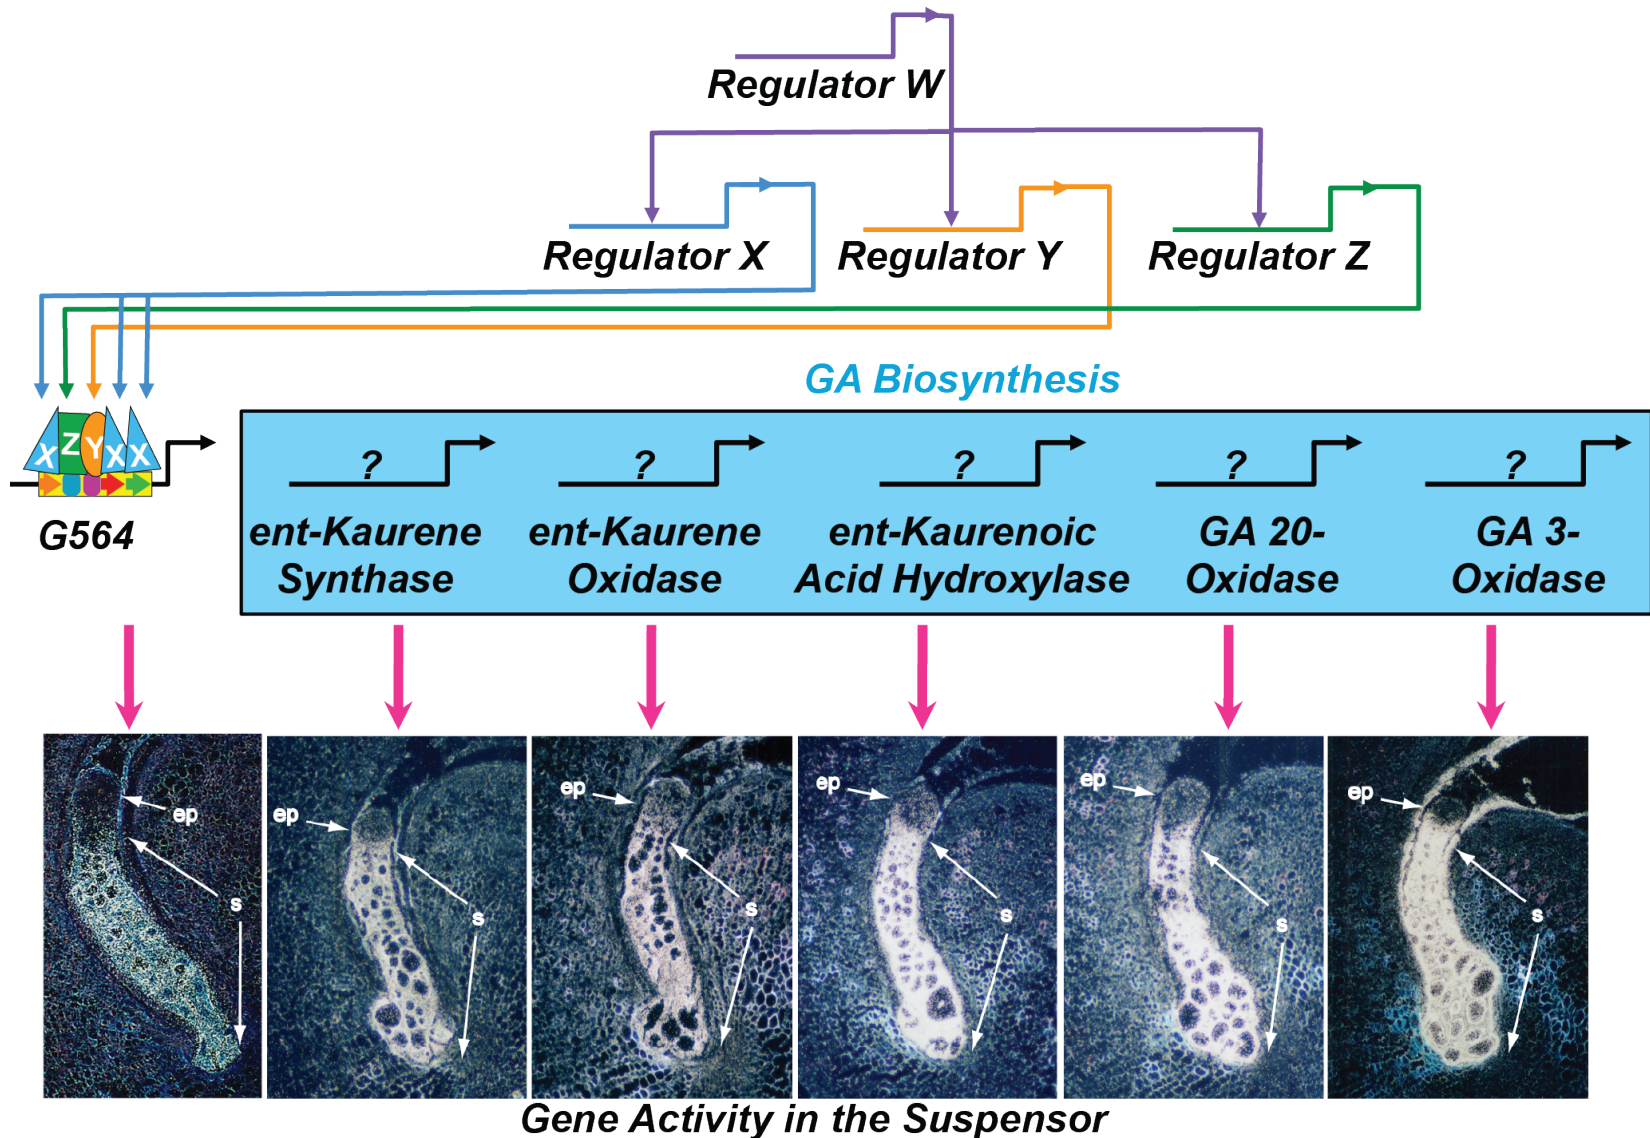 Regulator W
Regulator X
Regulator Y
Regulator Z
GA Biosynthesis
X Z Y X X
? ? ? ? ?
G564
ent-Kaurene
Synthase
ent-Kaurene
Oxidase
ent-Kaurenoic
Acid Hydroxylase
GA 20-
Oxidase
GA 3-
Oxidase
ep
s
ep
s
ep
s
ep
s
ep
s
ep
s
Gene Activity in the Suspensor